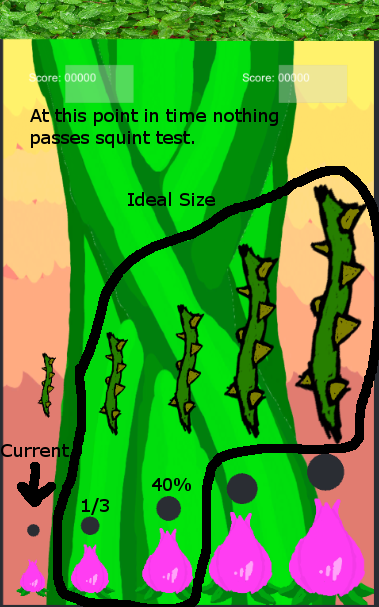 Score: 00000
Score: 00000
At this point in time nothing
passes squint test.
Ideal Size
Current
40%
1/3